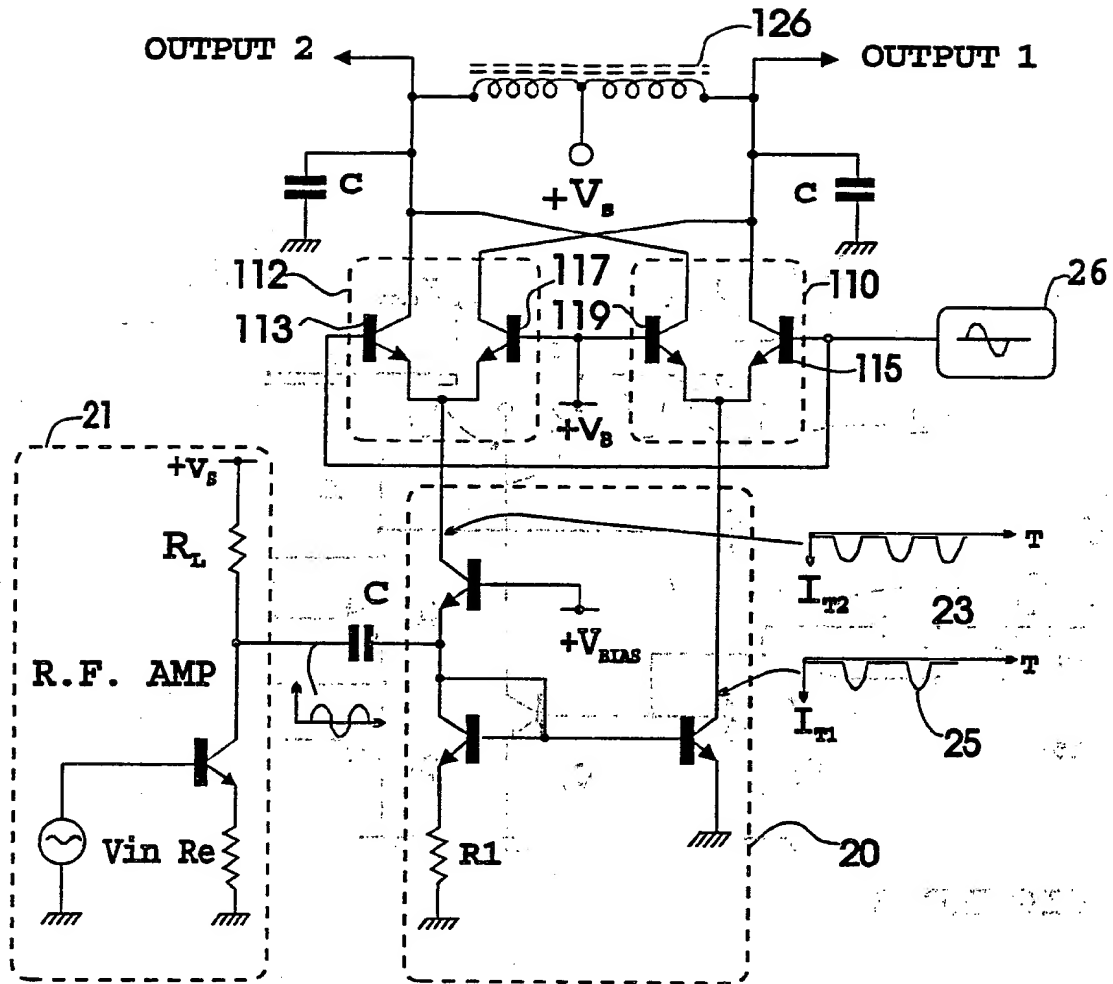 126
OUTPUT 2
OUTPUT 1
C
+Vs
C
112
117
110
26
113
119
115
+VB
21
+Vs
RL
C
T
IT2
23
+VBIAS
R.F. AMP
T
IT1
25
Vin Re
R1
20